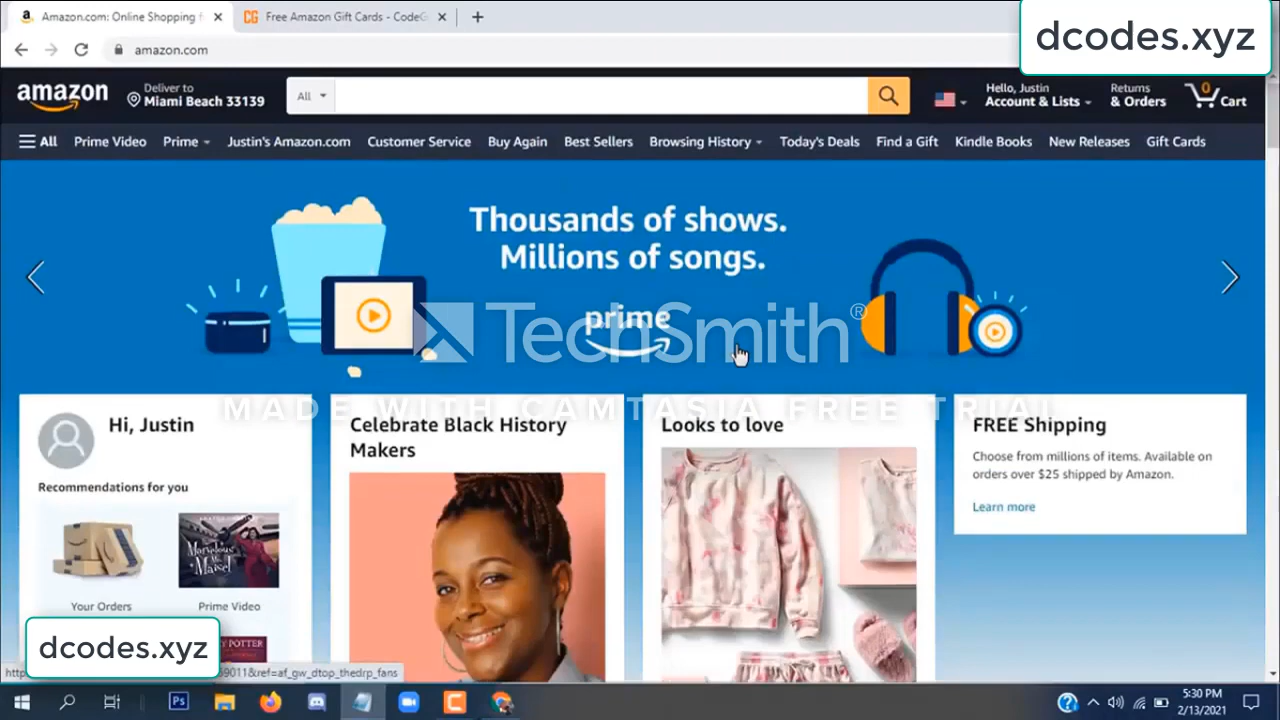 Amazon.com: Online Shopping f
Free Amazon Gift Cards - CodeG
dcodes.xyz
amazon.com
amazon
Deliver to
Miami Beach 33139
All
Hello, Justin
Account & Lists
Returns
& Orders
0
Cart
All
Prime Video
Prime
Justin's Amazon.com
Customer Service
Buy Again
Best Sellers
Browsing History
Today's Deals
Find a Gift
Kindle Books
New Releases
Gift Cards
Thousands of shows.
Millions of songs.
prime
TechSmith®
MADE WITH CAMTASIA FREE TRIAL
Hi, Justin
Recommendations for you
Your Orders
Prime Video
Celebrate Black History
Makers
Looks to love
FREE Shipping
Choose from millions of items. Available on
orders over $25 shipped by Amazon.
Learn more
dcodes.xyz
9011&ref=af_gw_dtop_thedrp_fans
Ps
5:30 PM
2/13/2021